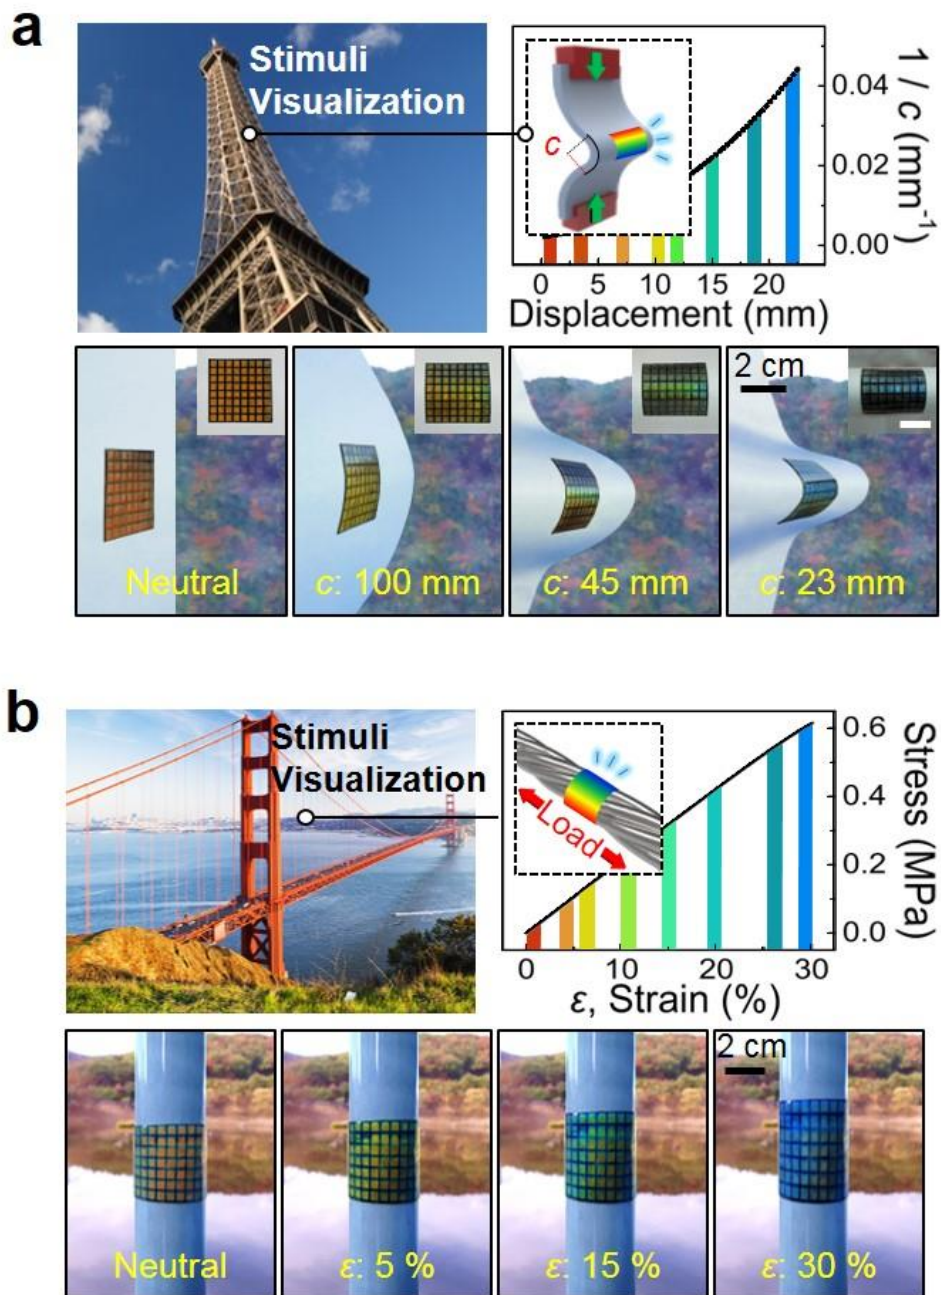 a
Stimuli
Visualization
c
0.04
0.02
0.00
1 / c (mm⁻¹)
0 5 10 15 20
Displacement (mm)
Neutral
c: 100 mm
c: 45 mm
2 cm
c: 23 mm
b
Stimuli
Visualization
Load
0.6
0.4
0.2
0.0
Stress (MPa)
0 10 20 30
ε, Strain (%)
Neutral
ε: 5 %
ε: 15 %
2 cm
ε: 30 %